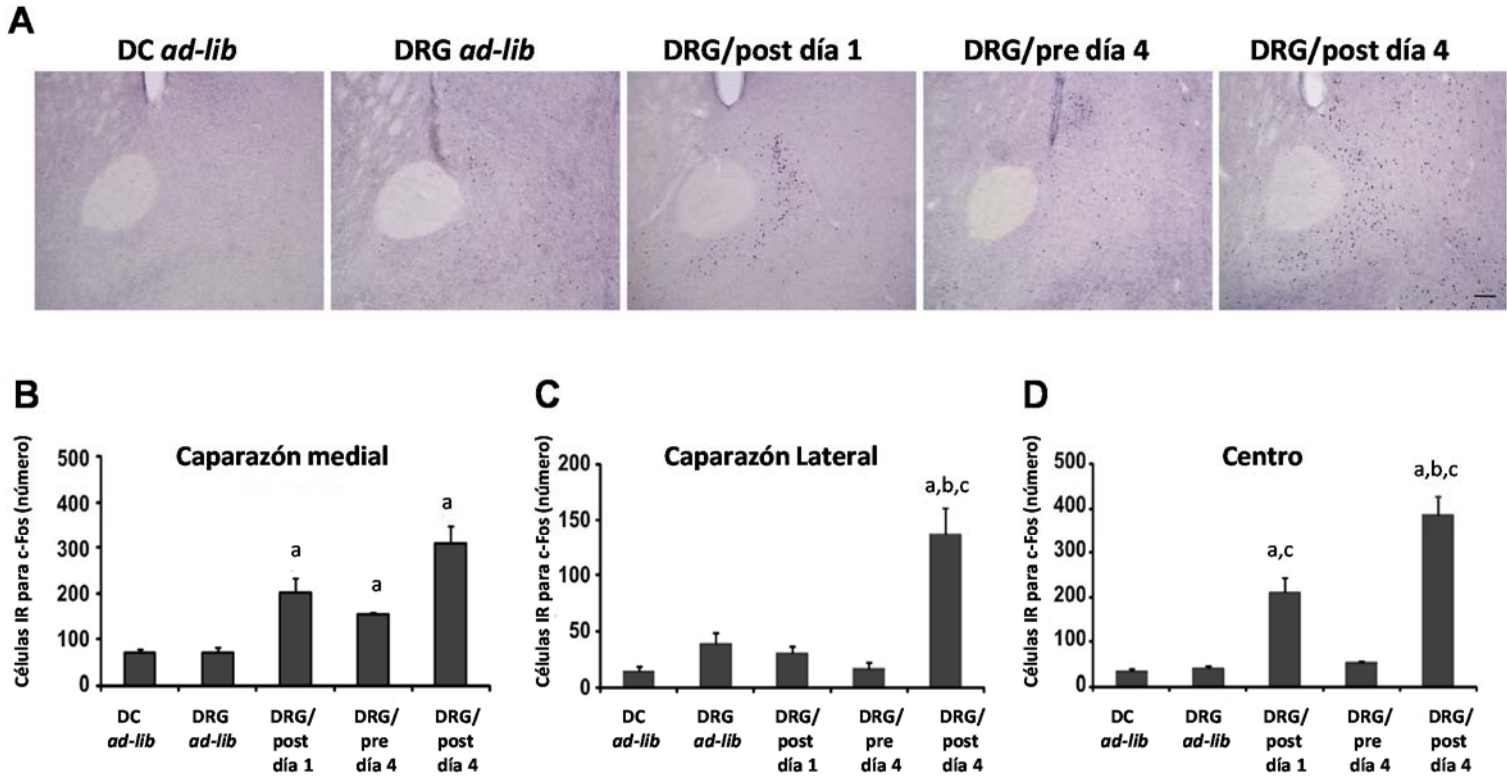 A
DC ad-lib
DRG ad-lib
DRG/post día 1
DRG/pre día 4
DRG/post día 4
B
Células IR para c-Fos (número)
Caparazón medial
500
400
300
200
100
0
a
a
a
DC
ad-lib
DRG
ad-lib
DRG/
post
día 1
DRG/
pre
día 4
DRG/
post
día 4
C
Células IR para c-Fos (número)
Caparazón Lateral
200
150
100
50
0
a,b,c
DC
ad-lib
DRG
ad-lib
DRG/
post
día 1
DRG/
pre
día 4
DRG/
post
día 4
D
Células IR para c-Fos (número)
Centro
500
400
300
200
100
0
a,c
a,b,c
DC
ad-lib
DRG
ad-lib
DRG/
post
día 1
DRG/
pre
día 4
DRG/
post
día 4